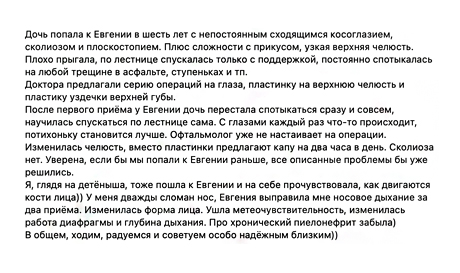 Дочь попала к Евгении в шесть лет с непостоянным сходящимся косоглазием,
сколиозом и плоскостопием. Плюс сложности с прикусом, узкая верхняя челюсть.
Плохо прыгала, по лестнице спускалась только с поддержкой, постоянно спотыкалась
на любой трещине в асфальте, ступеньках и тп.
Доктора предлагали серию операций на глаза, пластинку на верхнюю челюсть и
пластику уздечки верхней губы.
После первого приёма у Евгении дочь перестала спотыкаться сразу и совсем,
научилась спускаться по лестнице сама. С глазами каждый раз что-то происходит,
потихоньку становится лучше. Офтальмолог уже не настаивает на операции.
Изменилась челюсть, вместо пластинки предлагают капу на два часа в день. Сколиоза
нет. Уверена, если бы мы попали к Евгении раньше, все описанные проблемы бы уже
решились.
Я, глядя на детёныша, тоже пошла к Евгении и на себе прочувствовала, как двигаются
кости лица)) У меня дважды сломан нос, Евгения выправила мне носовое дыхание за
два приёма. Изменилась форма лица. Ушла метеочувствительность, изменилась
работа диафрагмы и глубина дыхания. Про хронический пиелонефрит забыла)
В общем, ходим, радуемся и советуем особо надёжным близким))